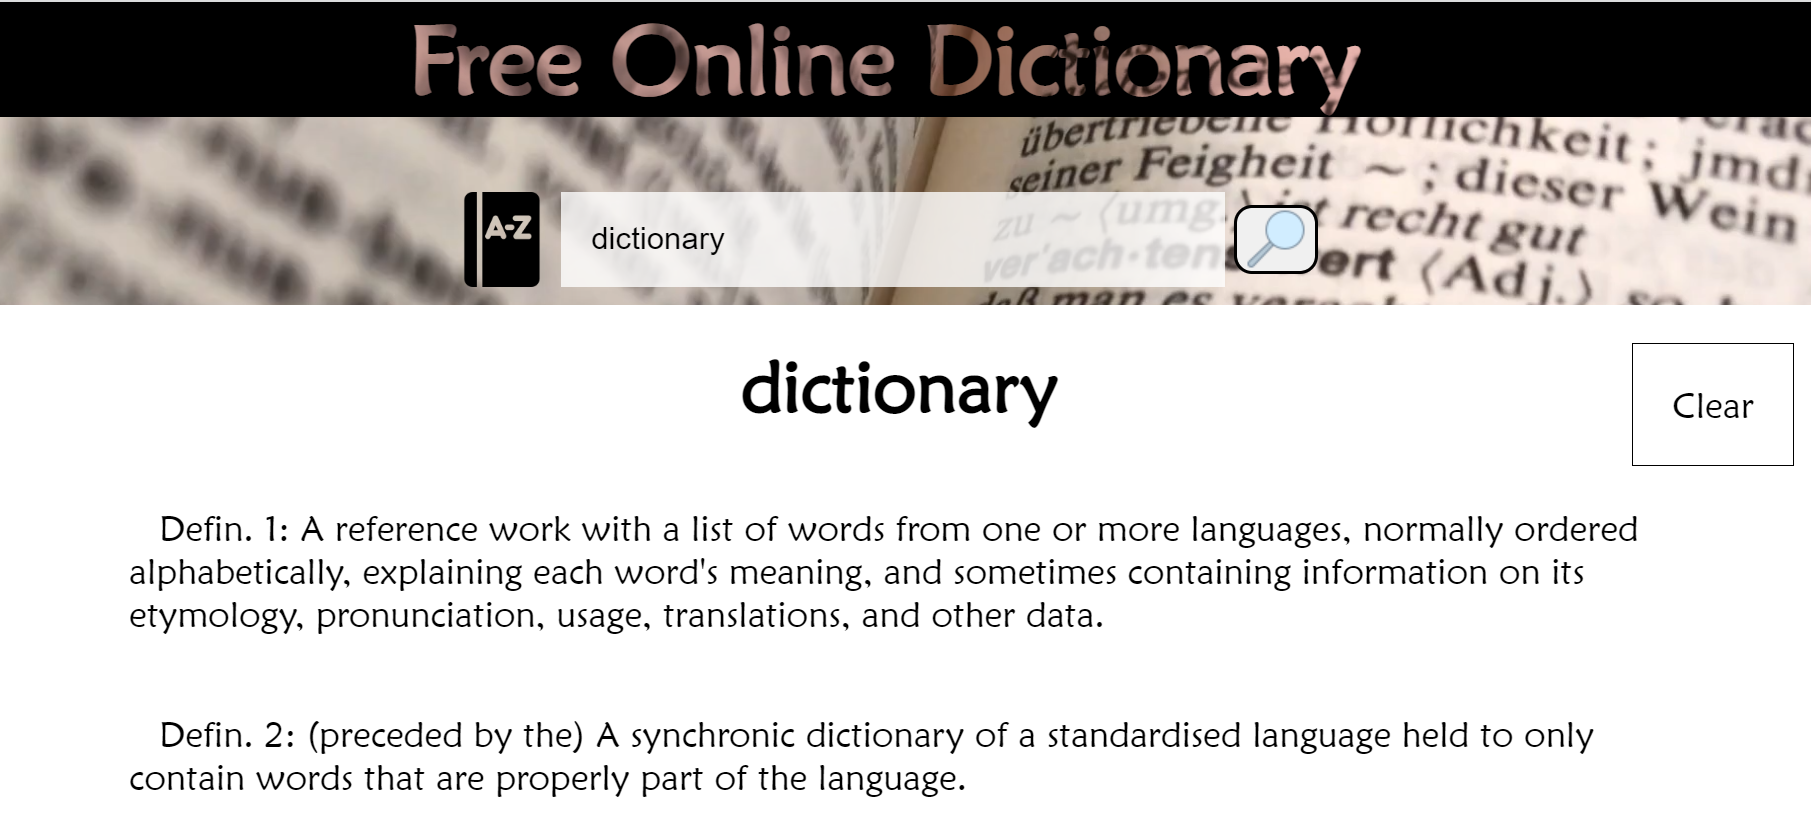 Free Online Dictionary
übertriebene Höflichkeit;
seiner Feigheit ~ ; dieser Wein
zu ~ ⟨umg.⟩ ist recht gut
ver'ach·tens ert ⟨Adj.⟩ so
daß man es
A-Z
dictionary
dictionary
Clear
Defin. 1: A reference work with a list of words from one or more languages, normally ordered
alphabetically, explaining each word's meaning, and sometimes containing information on its
etymology, pronunciation, usage, translations, and other data.
Defin. 2: (preceded by the) A synchronic dictionary of a standardised language held to only
contain words that are properly part of the language.